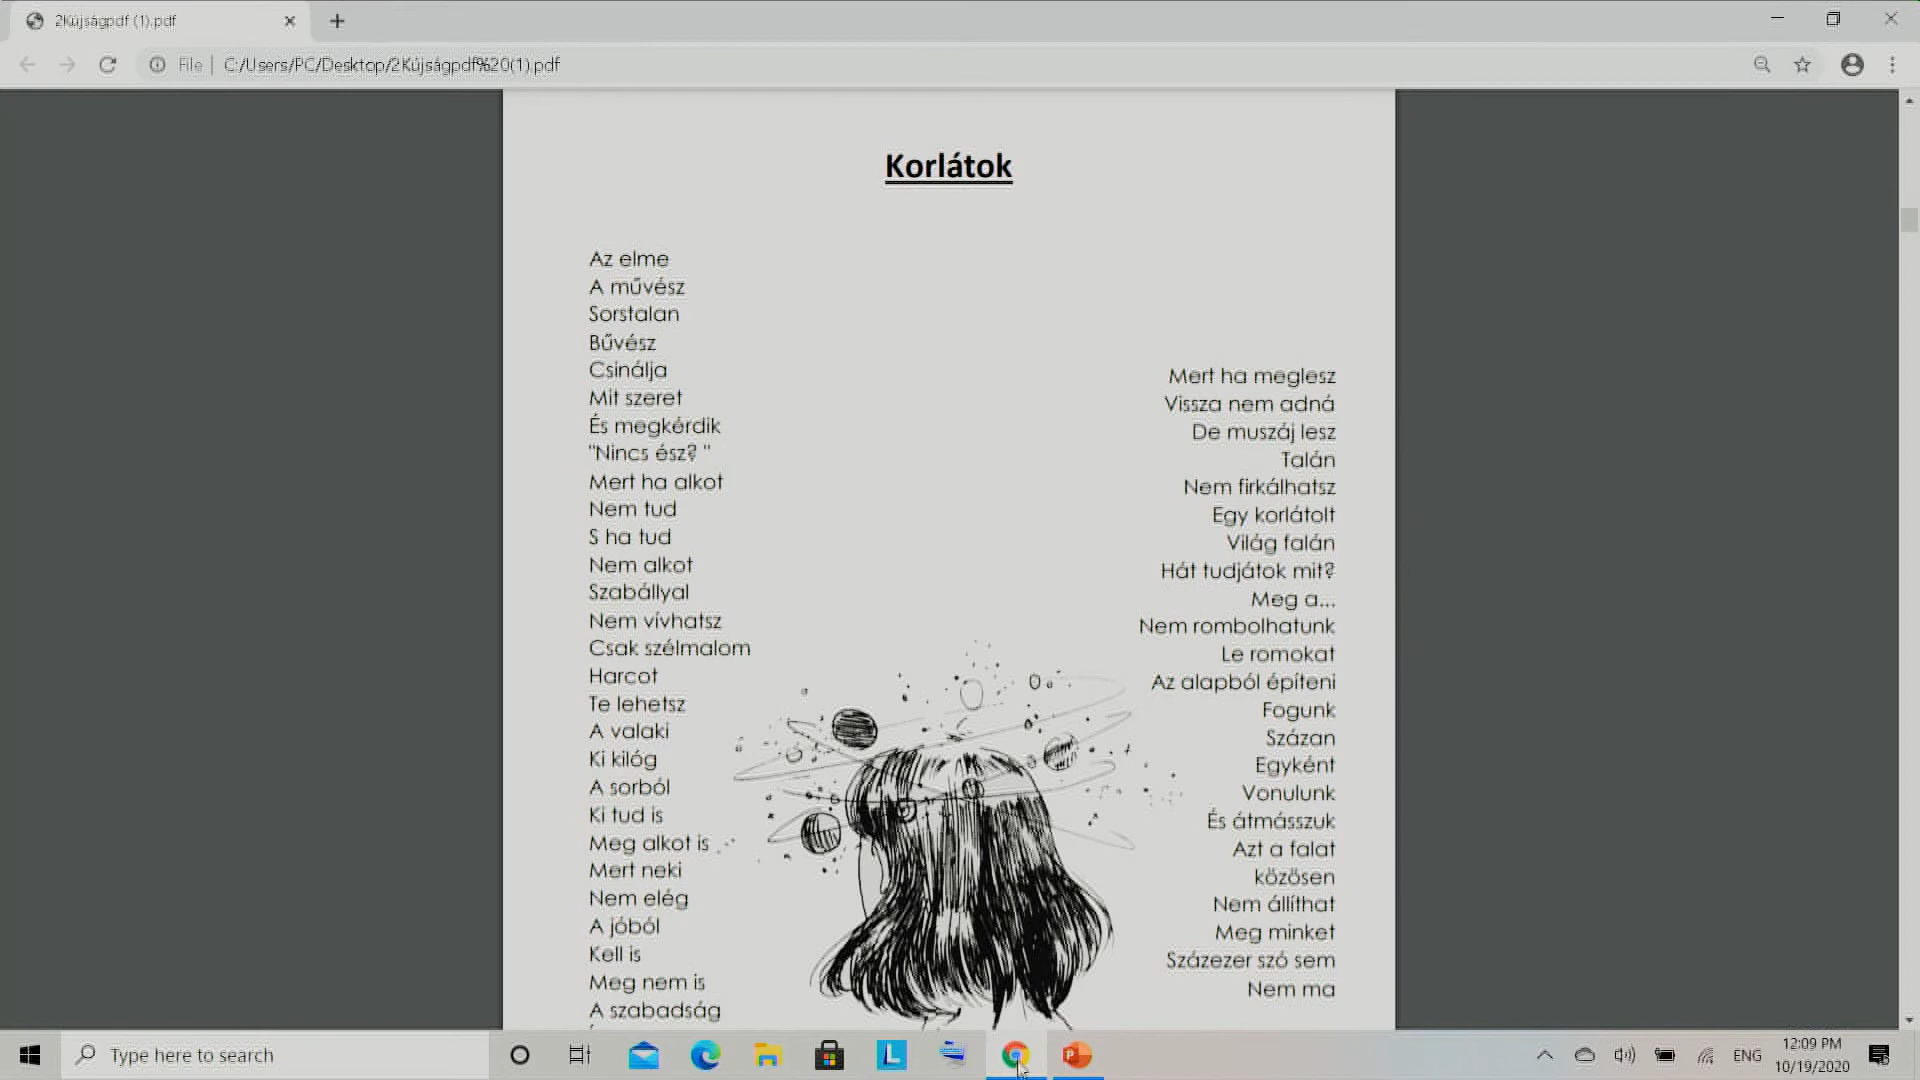 2Kújságpdf (1).pdf
File | C:/Users/PC/Desktop/2Kújságpdf%20(1).pdf
Korlátok
Az elme
A művész
Sorstalan
Bűvész
Csinálja
Mit szeret
És megkérdik
"Nincs ész? "
Mert ha alkot
Nem tud
S ha tud
Nem alkot
Szabállyal
Nem vívhatsz
Csak szélmalom
Harcot
Te lehetsz
A valaki
Ki kilóg
A sorból
Ki tud is
Meg alkot is
Mert neki
Nem elég
A jóból
Kell is
Meg nem is
A szabadság
Mert ha meglesz
Vissza nem adná
De muszáj lesz
Talán
Nem firkálhatsz
Egy korlátolt
Világ falán
Hát tudjátok mit?
Meg a...
Nem rombolhatunk
Le romokat
Az alapból építeni
Fogunk
Százan
Egyként
Vonulunk
És átmásszuk
Azt a falat
közösen
Nem állíthat
Meg minket
Százezer szó sem
Nem ma
Type here to search
L
P
ENG
12:09 PM
10/19/2020